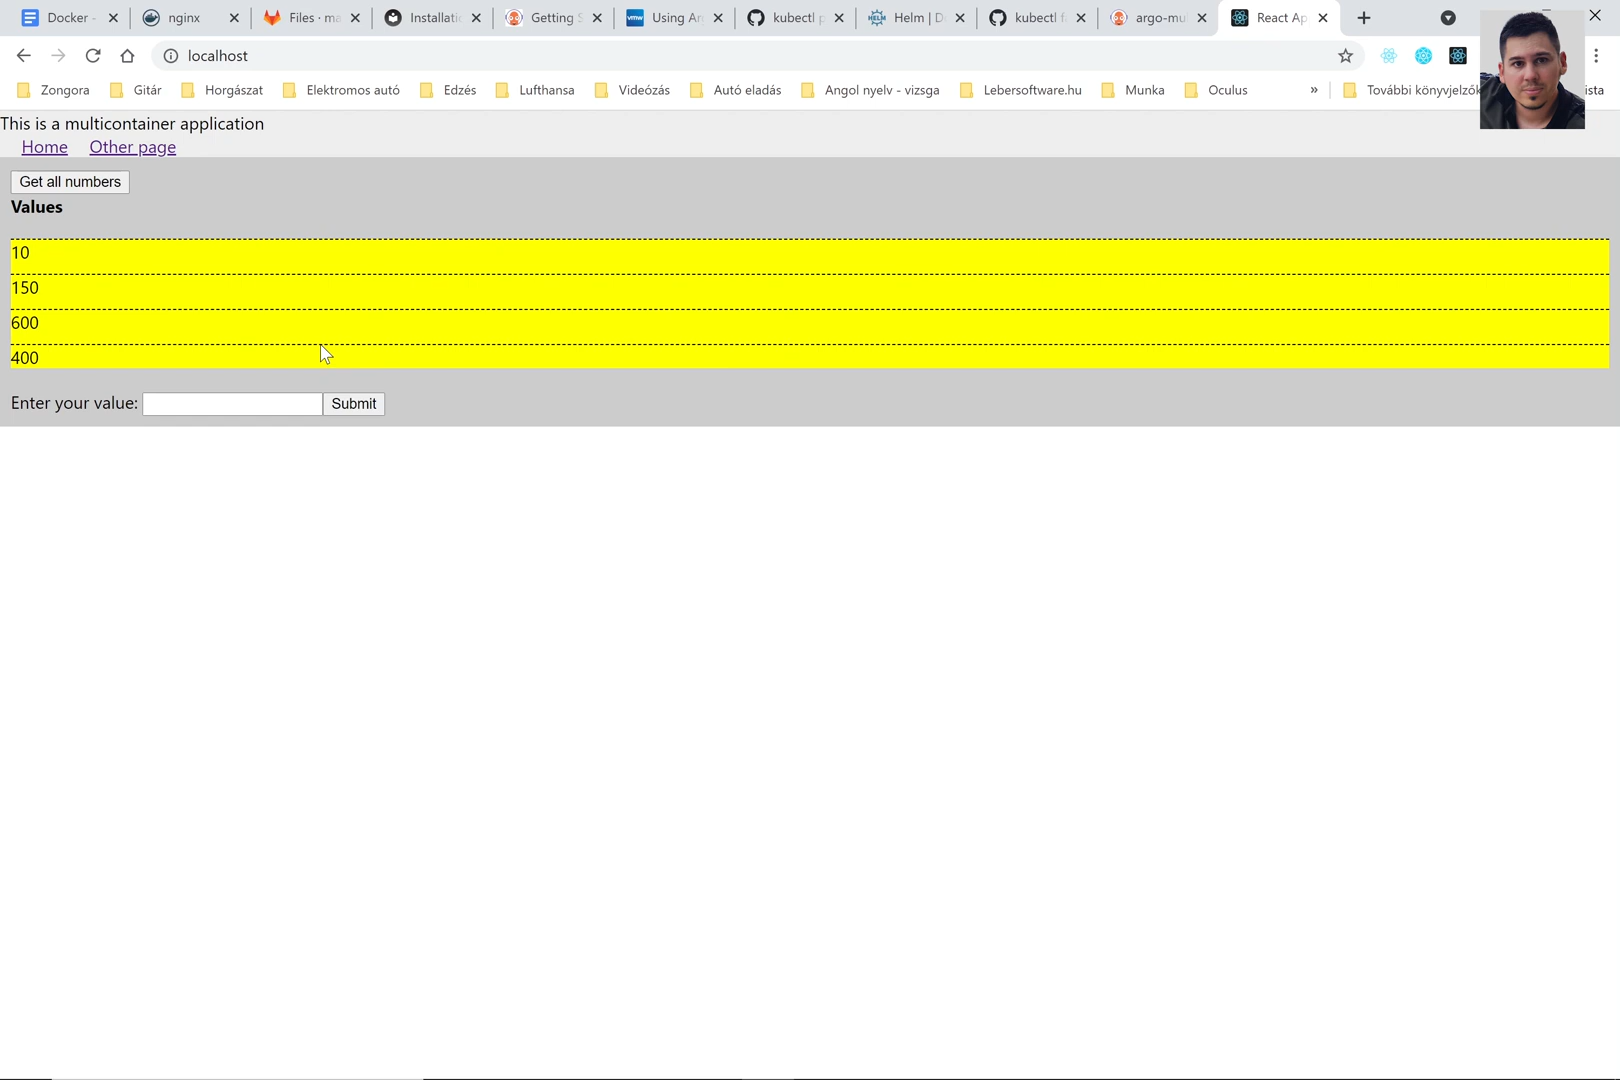 Docker - nginx Files · ma Installatio Getting S Using Ar kubectl p Helm | D kubectl f argo-mu React Ap
localhost
Zongora Gitár Horgászat Elektromos autó Edzés Lufthansa Videózás Autó eladás Angol nyelv - vizsga Lebersoftware.hu Munka Oculus » További könyvjelzők ista
This is a multicontainer application
Home Other page
Get all numbers
Values
10
150
600
400
Enter your value: Submit